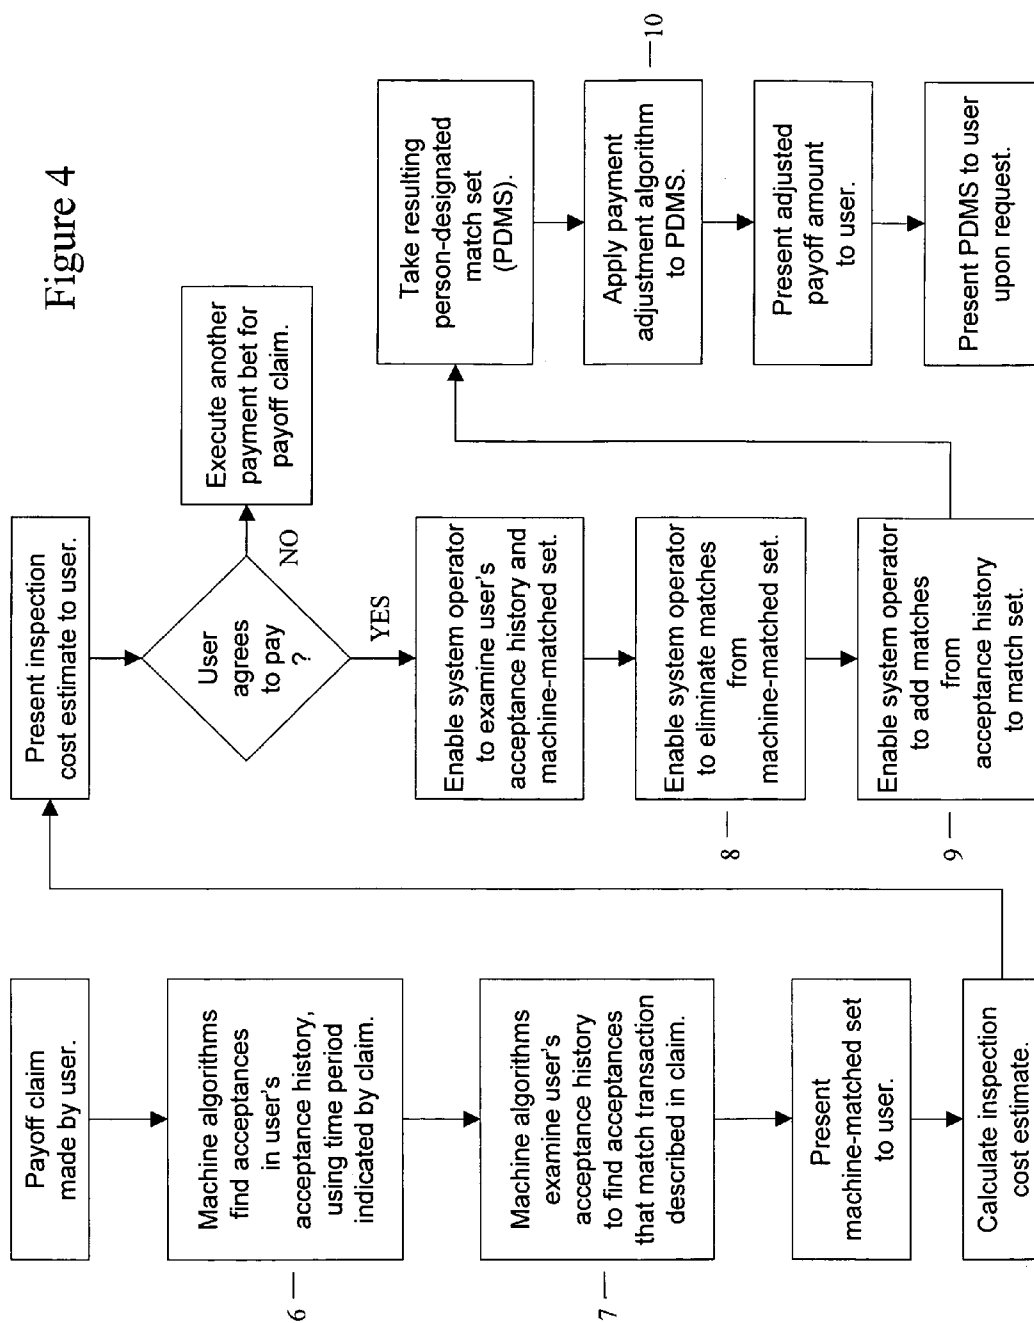 Figure 4
Payoff claim
made by user.
6
Machine algorithms
find acceptances
in user's
acceptance history,
using time period
indicated by claim.
7
Machine algorithms
examine user's
acceptance history
to find acceptances
that match transaction
described in claim.
Present
machine-matched set
to user.
Calculate inspection
cost estimate.
Present inspection
cost estimate to user.
User
agrees
to pay
?
NO
Execute another
payment bet for
payoff claim.
YES
Enable system operator
to examine user's
acceptance history and
machine-matched set.
8
Enable system operator
to eliminate matches
from
machine-matched set.
9
Enable system operator
to add matches
from
acceptance history
to match set.
Take resulting
person-designated
match set
(PDMS).
Apply payment
adjustment algorithm
to PDMS.
10
Present adjusted
payoff amount
to user.
Present PDMS to user
upon request.